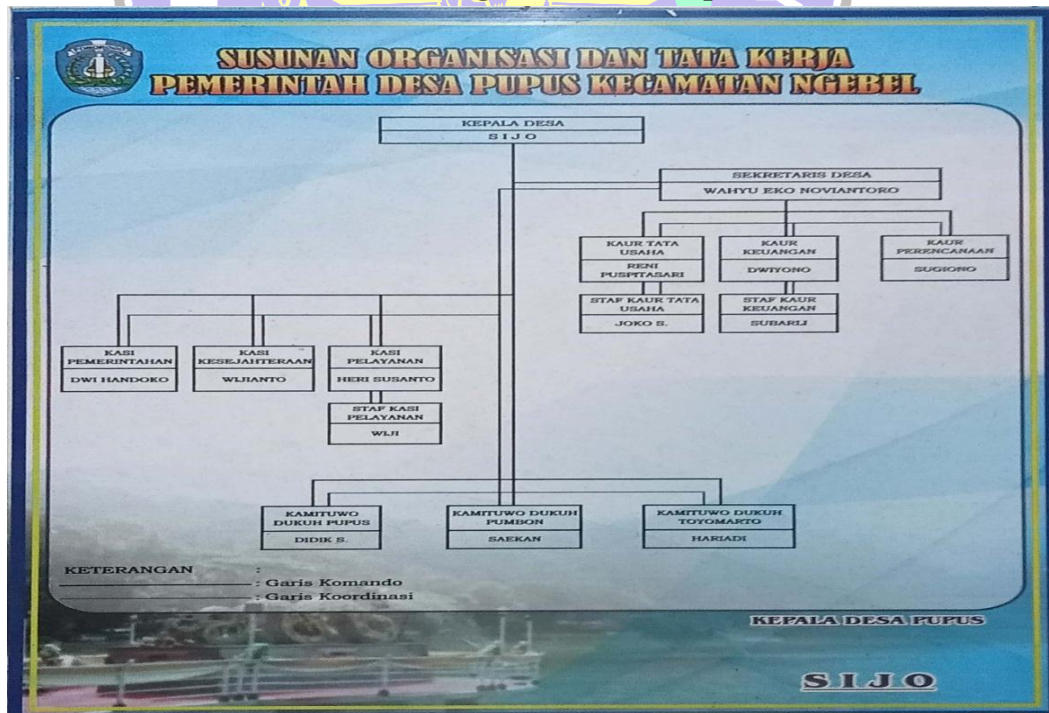 SUSUNAN ORGANISASI DAN TATA KERJA
PEMERINTAH DESA PUPUS KECAMATAN NGEBEL
KEPALA DESA
S I J O
SEKRETARIS DESA
WAHYU EKO NOVIANTORO
KAUR TATA
USAHA
RENI
PUSPITASARI
KAUR
KEUANGAN
DWIYONO
KAUR
PERENCANAAN
SUGIONO
STAF KAUR TATA
USAHA
JOKO S.
STAF KAUR
KEUANGAN
SUBARLI
KASI
PEMERINTAHAN
DWI HANDOKO
KASI
KESEJAHTERAAN
WIJIANTO
KASI
PELAYANAN
HERI SUSANTO
STAF KASI
PELAYANAN
WIJI
KAMITUWO
DUKUH PUPUS
DIDIK S.
KAMITUWO DUKUH
PUMBON
SAEKAN
KAMITUWO DUKUH
TOYOMARTO
HARIADI
KETERANGAN :
: Garis Komando
: Garis Koordinasi
KEPALA DESA PUPUS
S I J O